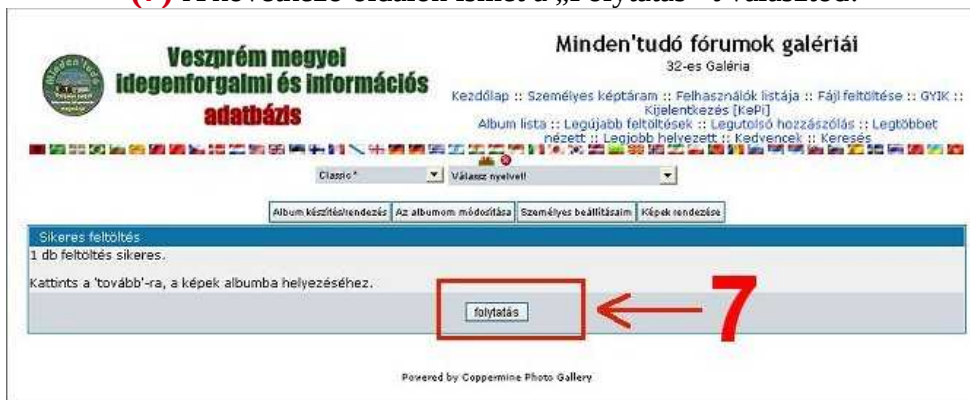 (7) A következő oldalon ismét a „Folytatás”-t választod.
Minden'tudó
Veszprém megyei
idegenforgalmi és információs
adatbázis
Minden'tudó fórumok galériái
32-es Galéria
Kezdőlap :: Személyes képtáram :: Felhasználók listája :: Fájl feltöltése :: GYIK ::
Kijelentkezés [KePi]
Album lista :: Legújabb feltöltések :: Legutolsó hozzászólás :: Legtöbbet
nézett :: Legjobb helyezett :: Kedvencek :: Keresés
Classic*
Válassz nyelvet!
Album készítés/rendezés
Az albumom módosítása
Személyes beállításaim
Képek rendezése
Sikeres feltöltés
1 db feltöltés sikeres.
Kattints a 'tovább'-ra, a képek albumba helyezéséhez.
folytatás
7
Powered by Coppermine Photo Gallery